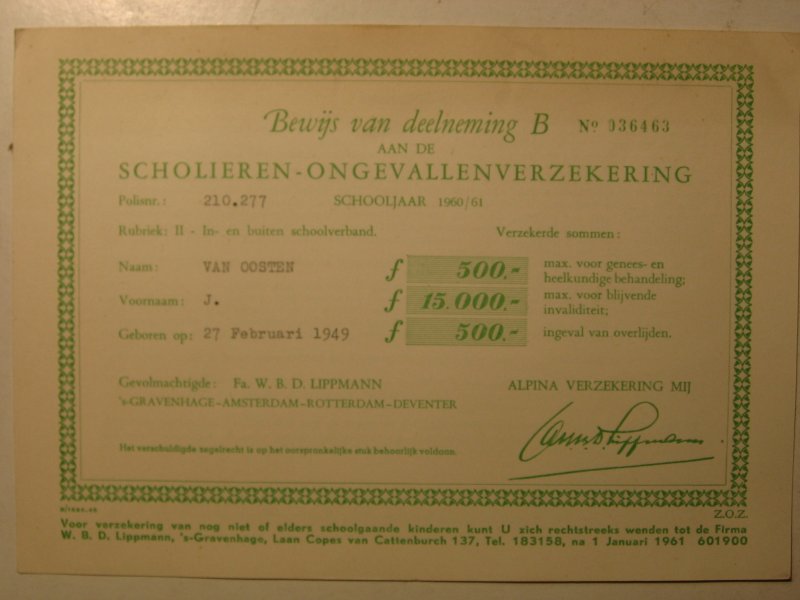 Bewijs van deelneming B No 036463
AAN DE
SCHOLIEREN-ONGEVALLENVERZEKERING
Polisnr.: 210.277 SCHOOLJAAR 1960/61
Rubriek: II - In- en buiten schoolverband. Verzekerde sommen:
Naam: VAN OOSTEN f 500.- max. voor genees- en heelkundige behandeling;
Voornaam: J. f 15.000.- max. voor blijvende invaliditeit;
Geboren op: 27 Februari 1949 f 500.- ingeval van overlijden.
Gevolmachtigde: Fa. W. B. D. LIPPMANN ALPINA VERZEKERING MIJ
's-GRAVENHAGE-AMSTERDAM-ROTTERDAM-DEVENTER
Het verschuldigde zegelrecht is op het oorspronkelijke stuk behoorlijk voldaan.
Z.O.Z.
Voor verzekering van nog niet of elders schoolgaande kinderen kunt U zich rechtstreeks wenden tot de Firma
W. B. D. Lippmann, 's-Gravenhage, Laan Copes van Cattenburch 137, Tel. 183158, na 1 Januari 1961 601900